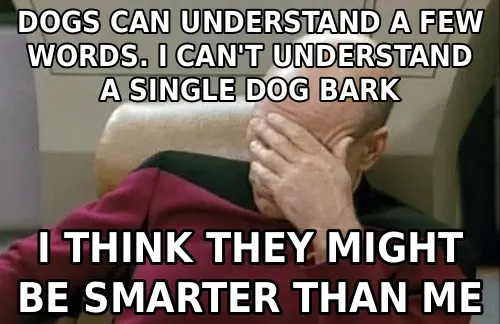 DOGS CAN UNDERSTAND A FEW
WORDS. I CAN'T UNDERSTAND
A SINGLE DOG BARK
I THINK THEY MIGHT
BE SMARTER THAN ME